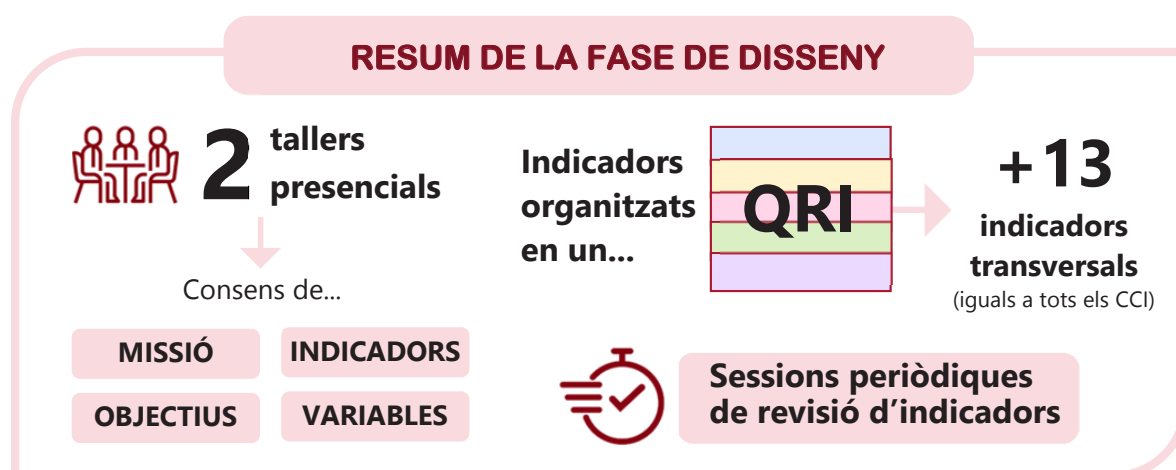 RESUM DE LA FASE DE DISSENY
2
tallers
presencials
Consens de...
MISSIÓ
INDICADORS
OBJECTIUS
VARIABLES
Indicadors
organitzats
en un...
QRI
+13
indicadors
transversals
(iguals a tots els CCI)
Sessions periòdiques
de revisió d’indicadors